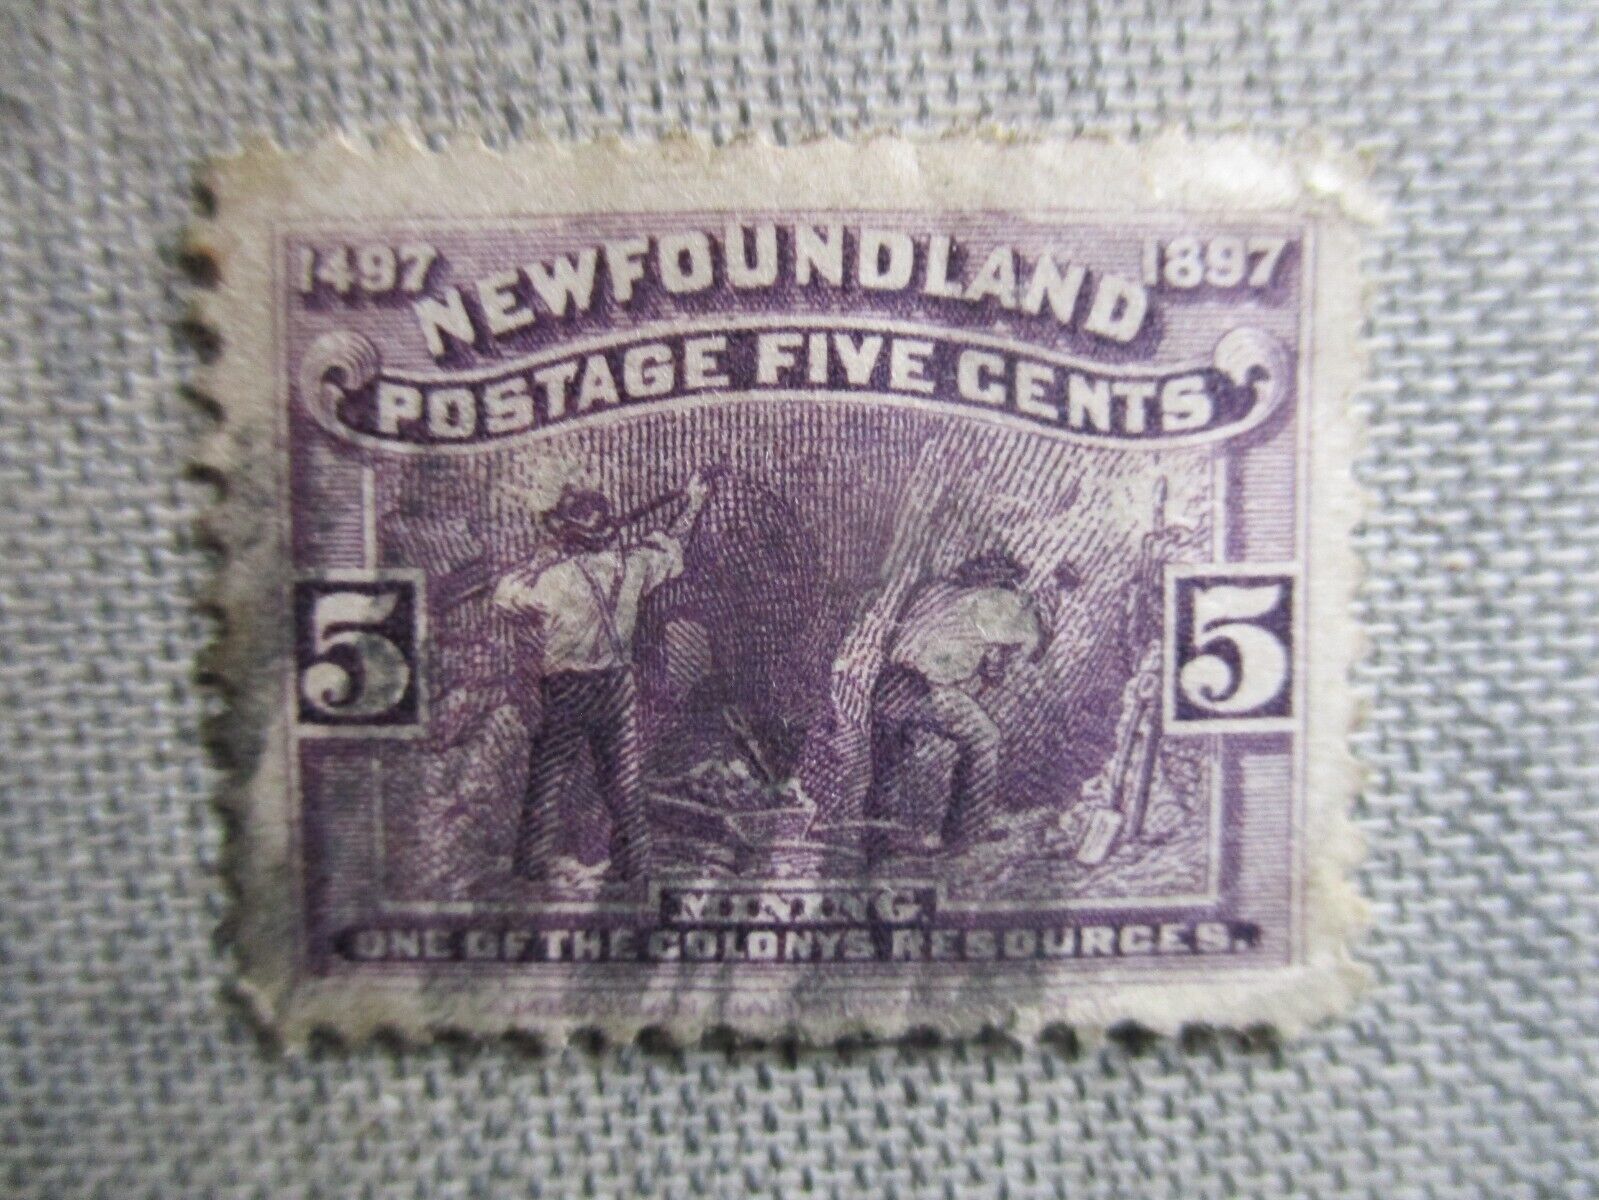 1497 NEWFOUNDLAND 1897
POSTAGE FIVE CENTS
5 5
MINING
ONE OF THE COLONYS RESOURCES.